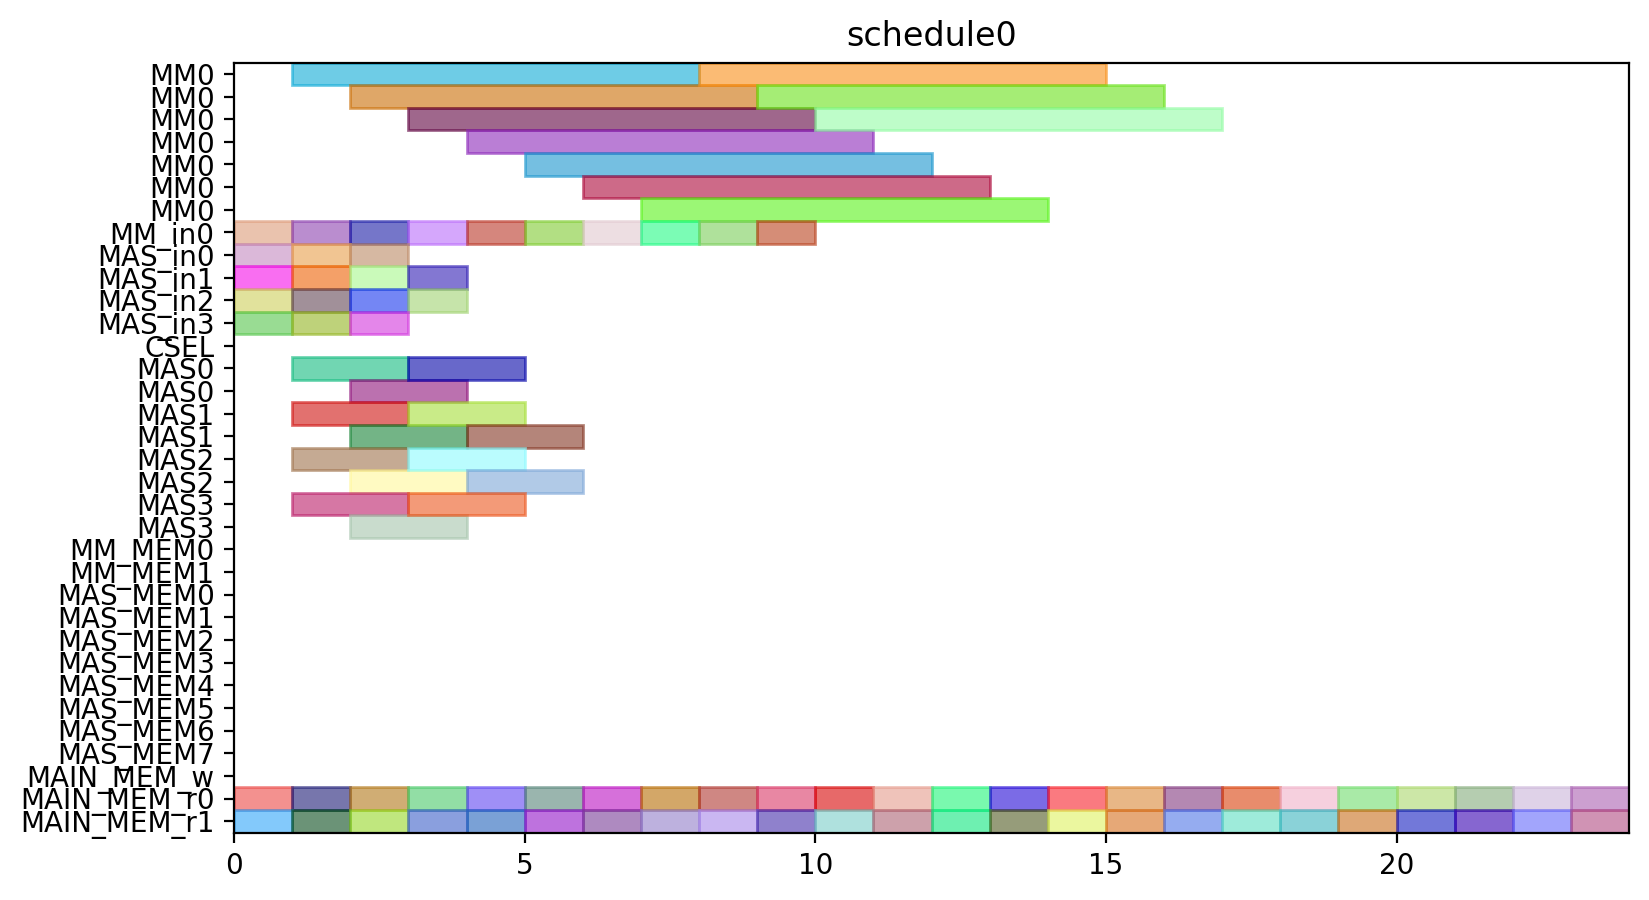 schedule0
MM0
MM0
MM0
MM0
MM0
MM0
MM0
MM_in0
MAS_in0
MAS_in1
MAS_in2
MAS_in3
CSEL
MAS0
MAS0
MAS1
MAS1
MAS2
MAS2
MAS3
MAS3
MM_MEM0
MM_MEM1
MAS_MEM0
MAS_MEM1
MAS_MEM2
MAS_MEM3
MAS_MEM4
MAS_MEM5
MAS_MEM6
MAS_MEM7
MAIN_MEM_w
MAIN_MEM_r0
MAIN_MEM_r1
0 5 10 15 20